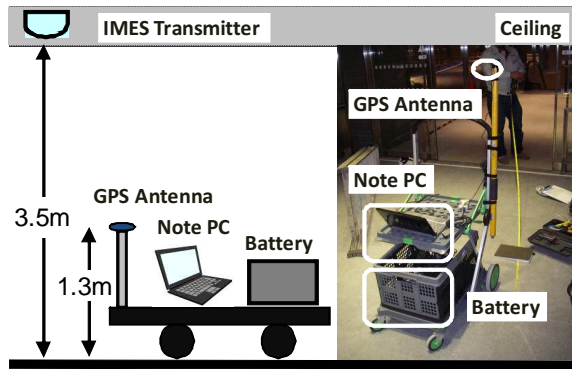 IMES Transmitter
Ceiling
GPS Antenna
Note PC
Battery
3.5m
1.3m
GPS Antenna
Note PC
Battery